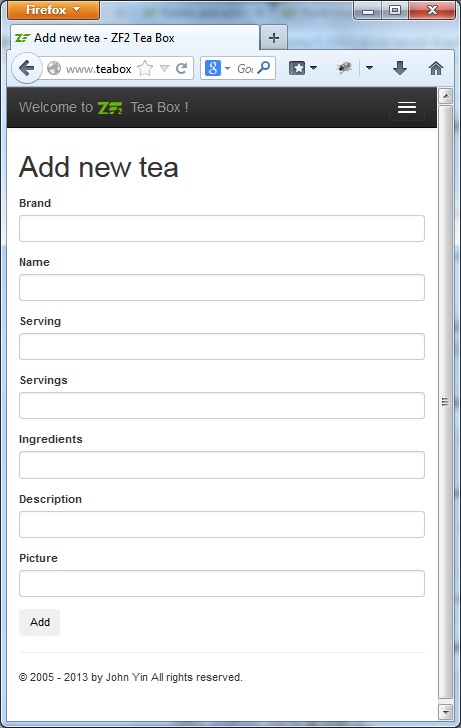 Firefox
Add new tea - ZF2 Tea Box
www.teabox
Goo
Welcome to ZF2 Tea Box !
Add new tea
Brand
Name
Serving
Servings
Ingredients
Description
Picture
Add
© 2005 - 2013 by John Yin All rights reserved.